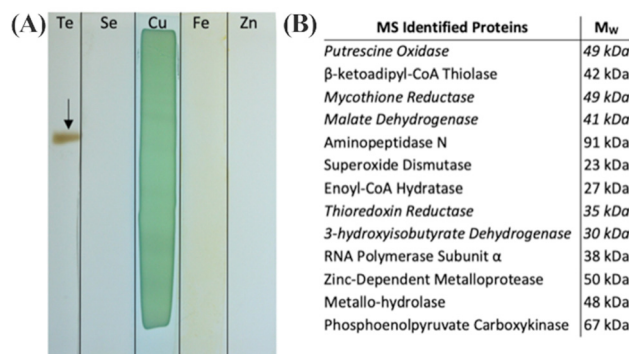 (A) Te Se Cu Fe Zn
(B) MS Identified Proteins Mw
Putrescine Oxidase 49 kDa
β-ketoadipyl-CoA Thiolase 42 kDa
Mycothione Reductase 49 kDa
Malate Dehydrogenase 41 kDa
Aminopeptidase N 91 kDa
Superoxide Dismutase 23 kDa
Enoyl-CoA Hydratase 27 kDa
Thioredoxin Reductase 35 kDa
3-hydroxyisobutyrate Dehydrogenase 30 kDa
RNA Polymerase Subunit α 38 kDa
Zinc-Dependent Metalloprotease 50 kDa
Metallo-hydrolase 48 kDa
Phosphoenolpyruvate Carboxykinase 67 kDa